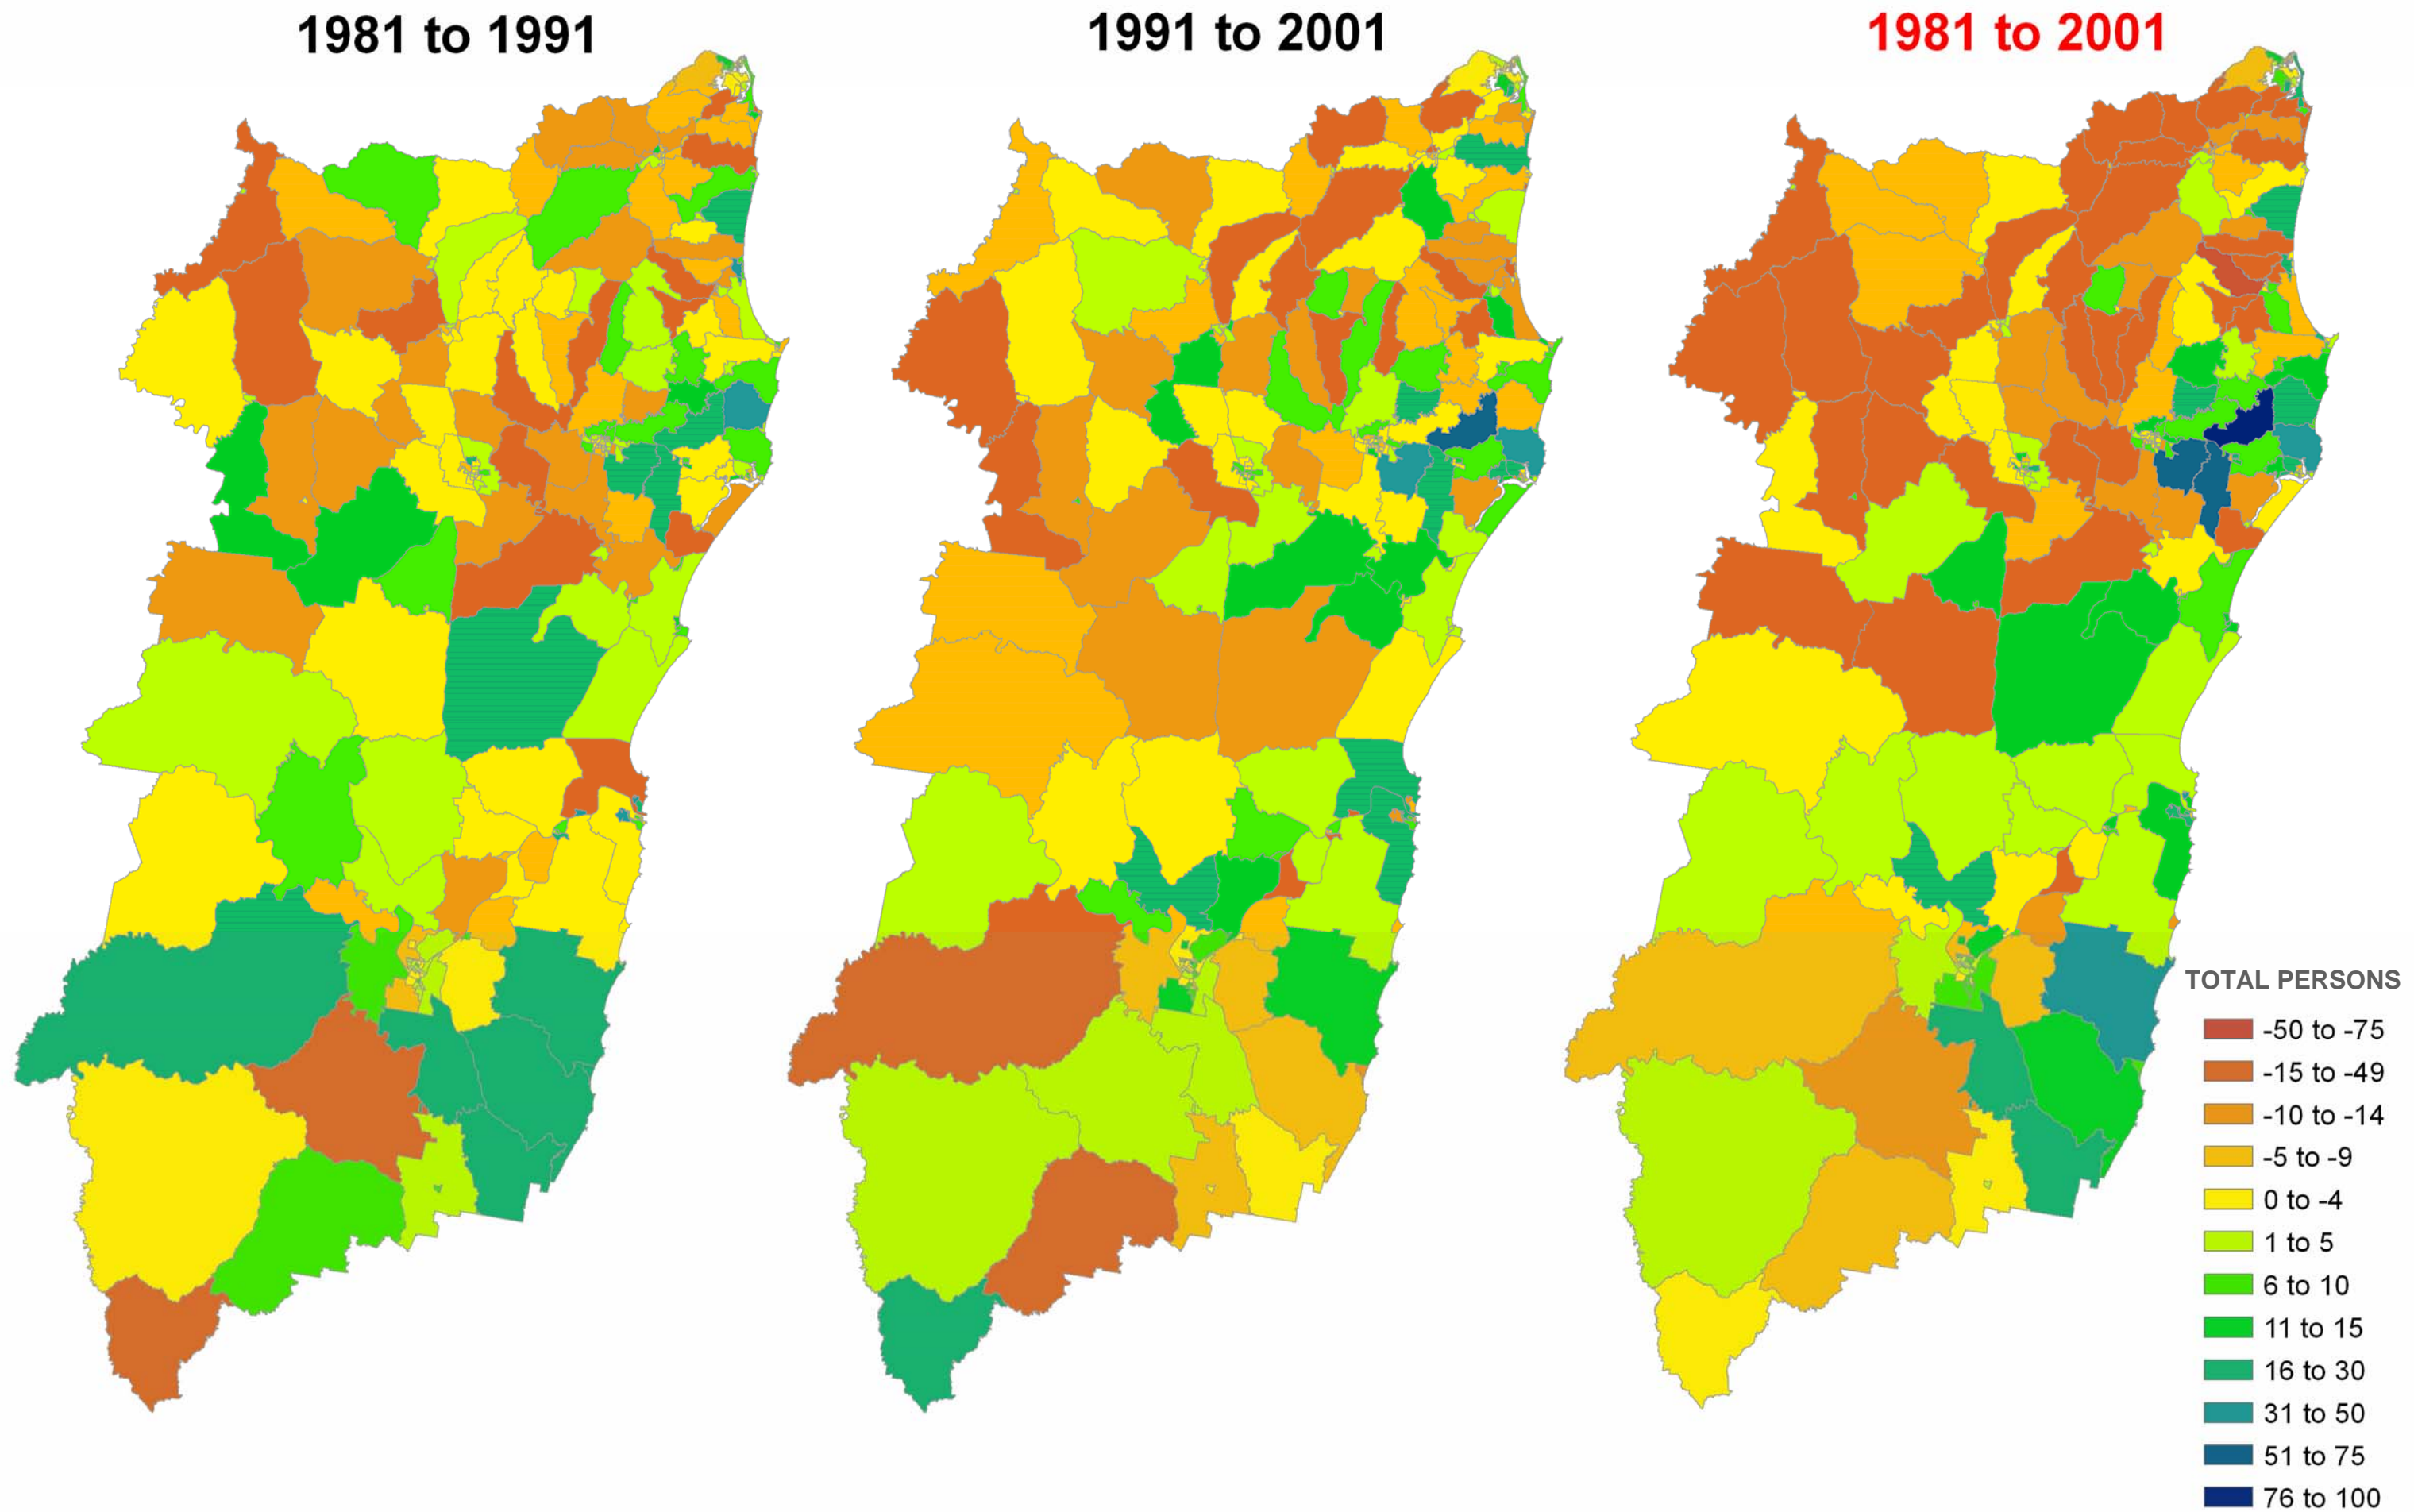 1981 to 1991
1991 to 2001
1981 to 2001
TOTAL PERSONS
-50 to -75
-15 to -49
-10 to -14
-5 to -9
0 to -4
1 to 5
6 to 10
11 to 15
16 to 30
31 to 50
51 to 75
76 to 100